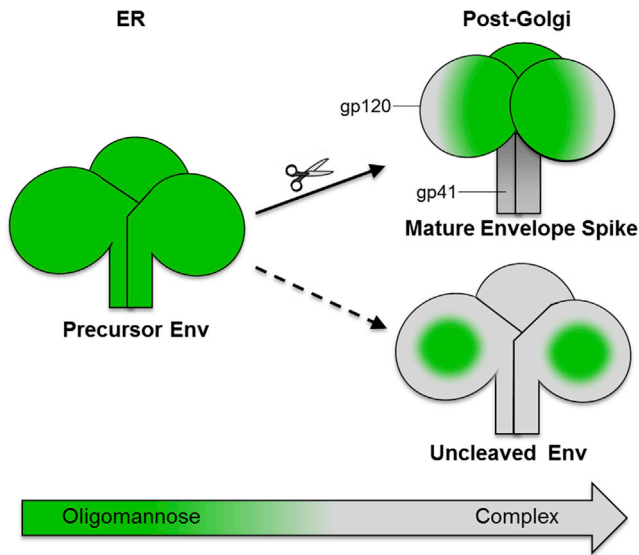 ER
Post-Golgi
gp120
gp41
Mature Envelope Spike
Precursor Env
Uncleaved Env
Oligomannose
Complex